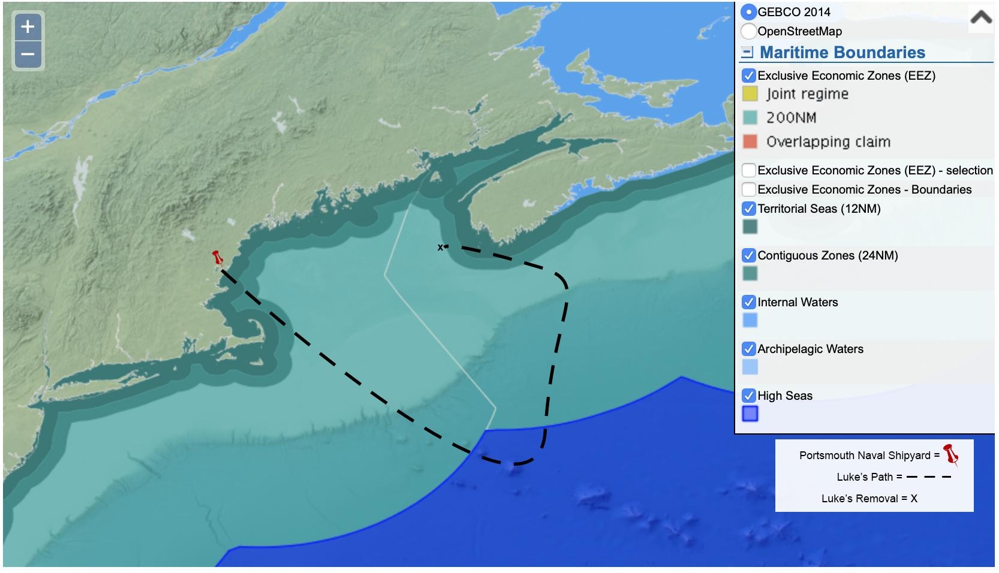 +
−
x
GEBCO 2014
OpenStreetMap
Maritime Boundaries
Exclusive Economic Zones (EEZ)
Joint regime
200NM
Overlapping claim
Exclusive Economic Zones (EEZ) - selection
Exclusive Economic Zones - Boundaries
Territorial Seas (12NM)
Contiguous Zones (24NM)
Internal Waters
Archipelagic Waters
High Seas
Portsmouth Naval Shipyard =
Luke's Path =
Luke's Removal = X